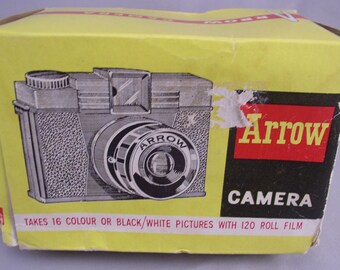 Arrow
ARROW
CAMERA
TAKES 16 COLOUR OR BLACK/WHITE PICTURES WITH 120 ROLL FILM